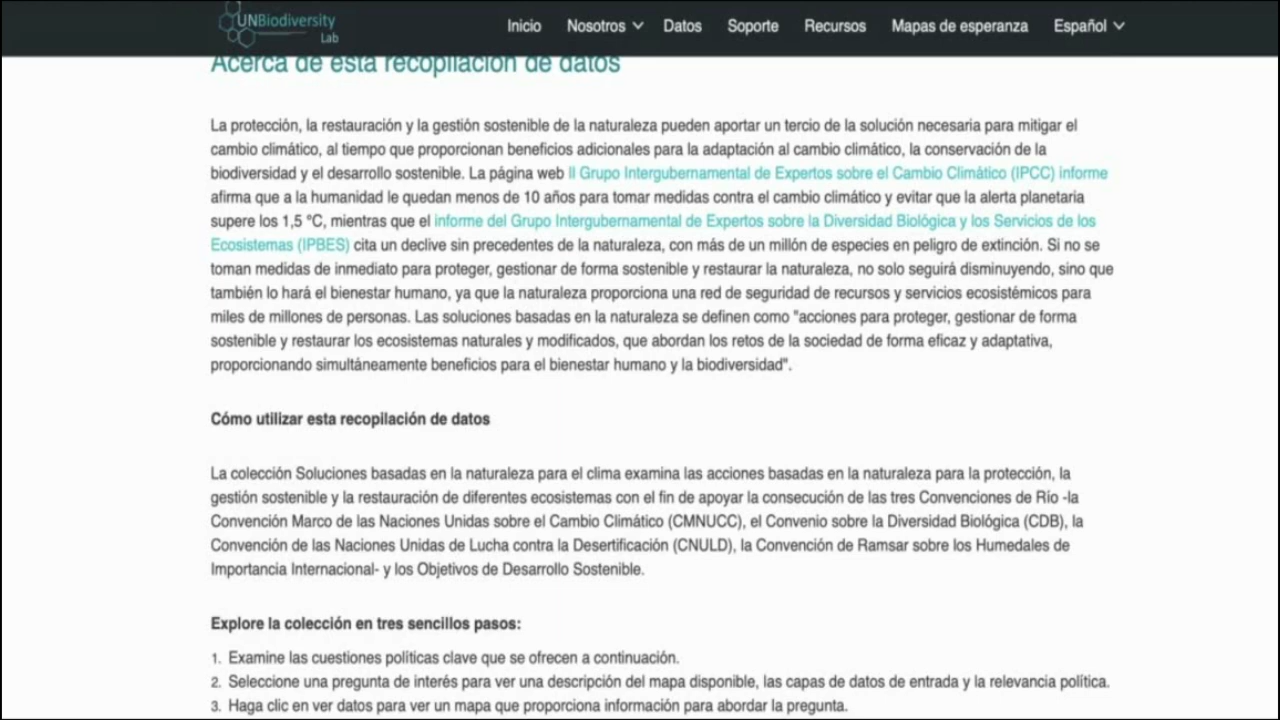 UNBiodiversity
Lab
Inicio Nosotros Datos Soporte Recursos Mapas de esperanza Español
Acerca de esta recopilación de datos
La protección, la restauración y la gestión sostenible de la naturaleza pueden aportar un tercio de la solución necesaria para mitigar el
cambio climático, al tiempo que proporcionan beneficios adicionales para la adaptación al cambio climático, la conservación de la
biodiversidad y el desarrollo sostenible. La página web II Grupo Intergubernamental de Expertos sobre el Cambio Climático (IPCC) informe
afirma que a la humanidad le quedan menos de 10 años para tomar medidas contra el cambio climático y evitar que la alerta planetaria
supere los 1,5 °C, mientras que el informe del Grupo Intergubernamental de Expertos sobre la Diversidad Biológica y los Servicios de los
Ecosistemas (IPBES) cita un declive sin precedentes de la naturaleza, con más de un millón de especies en peligro de extinción. Si no se
toman medidas de inmediato para proteger, gestionar de forma sostenible y restaurar la naturaleza, no solo seguirá disminuyendo, sino que
también lo hará el bienestar humano, ya que la naturaleza proporciona una red de seguridad de recursos y servicios ecosistémicos para
miles de millones de personas. Las soluciones basadas en la naturaleza se definen como "acciones para proteger, gestionar de forma
sostenible y restaurar los ecosistemas naturales y modificados, que abordan los retos de la sociedad de forma eficaz y adaptativa,
proporcionando simultáneamente beneficios para el bienestar humano y la biodiversidad".
Cómo utilizar esta recopilación de datos
La colección Soluciones basadas en la naturaleza para el clima examina las acciones basadas en la naturaleza para la protección, la
gestión sostenible y la restauración de diferentes ecosistemas con el fin de apoyar la consecución de las tres Convenciones de Río -la
Convención Marco de las Naciones Unidas sobre el Cambio Climático (CMNUCC), el Convenio sobre la Diversidad Biológica (CDB), la
Convención de las Naciones Unidas de Lucha contra la Desertificación (CNULD), la Convención de Ramsar sobre los Humedales de
Importancia Internacional- y los Objetivos de Desarrollo Sostenible.
Explore la colección en tres sencillos pasos:
1. Examine las cuestiones políticas clave que se ofrecen a continuación.
2. Seleccione una pregunta de interés para ver una descripción del mapa disponible, las capas de datos de entrada y la relevancia política.
3. Haga clic en ver datos para ver un mapa que proporciona información para abordar la pregunta.